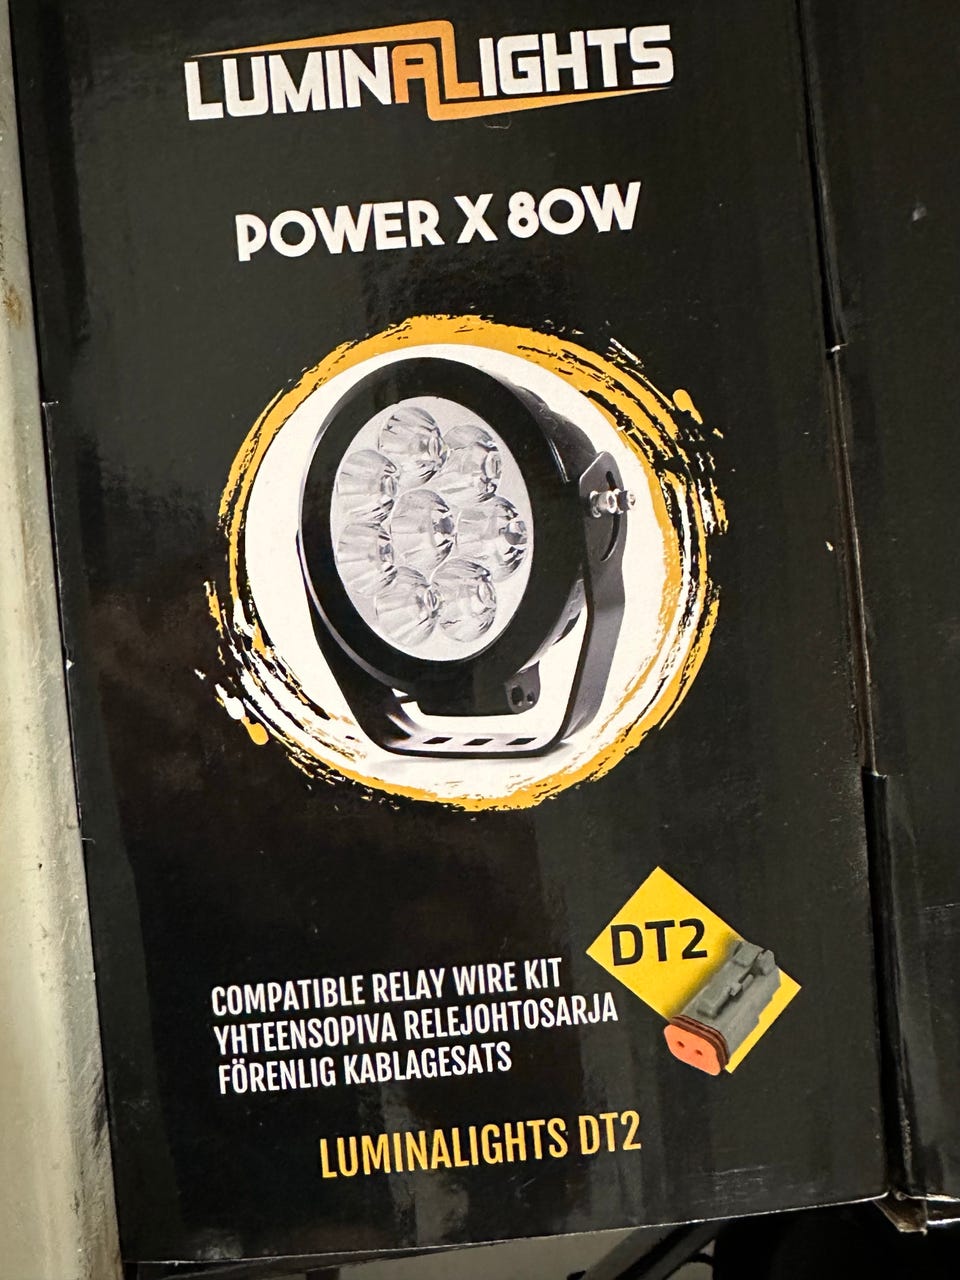 LUMINALIGHTS
POWER X 80W
DT2
COMPATIBLE RELAY WIRE KIT
YHTEENSOPIVA RELEJOHTOSARJA
FÖRENLIG KABLAGESATS
LUMINALIGHTS DT2